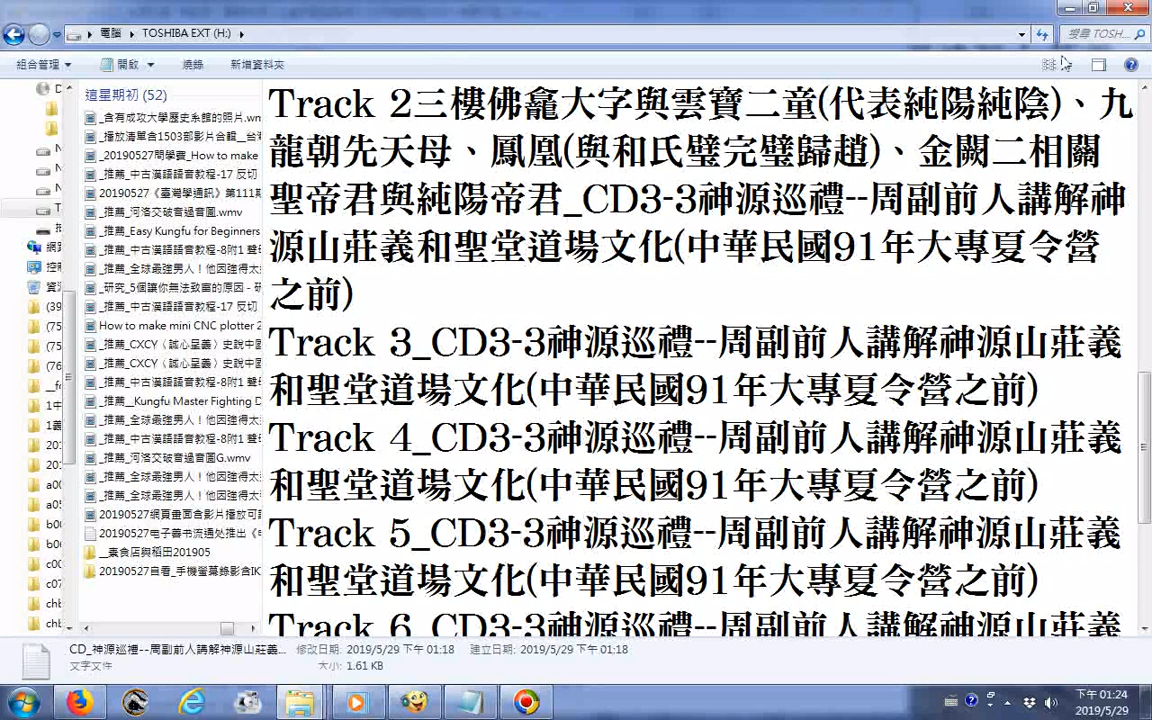 電腦 ▸ TOSHIBA EXT (H:) ▸
搜尋 TOSH...
組合管理 ▼ 開啟 ▼ 燒錄 新增資料夾
這星期初 (52)
_含有成功大學歷史系館的照片.wm
_播放清單含1503部影片合輯_台灣
_20190527問學費_How to make
_推薦_中古漢語語音教程-17 反切
20190527《臺灣學通訊》第111期
_推薦_河洛交破音過音圖.wmv
_推薦_Easy Kungfu for Beginners
_推薦_中古漢語語音教程-8附1 聲母
_推薦_全球最強男人！他因強得太
_研究_5個讓你無法致富的原因 - 研
_推薦_中古漢語語音教程-17 反切
How to make mini CNC plotter 2
_推薦_CXCY（誠心呈義）史說中國
_推薦_CXCY（誠心呈義）史說中國
_推薦_中古漢語語音教程-8附1 聲母
_推薦__Kungfu Master Fighting D
_推薦_全球最強男人！他因強得太
_推薦_中古漢語語音教程-8附1 聲母
_推薦_河洛交破音過音圖G.wmv
_推薦_全球最強男人！他因強得太
_推薦_全球最強男人！他因強得太
20190527網頁畫面含影片播放可
20190527电子善书流通处推出《
__素食店與稻田201905
20190527自看_手機螢幕錄影含IK
Track 2三樓佛龕大字與雲寶二童(代表純陽純陰)、九
龍朝先天母、鳳凰(與和氏璧完璧歸趙)、金闕二相關
聖帝君與純陽帝君_CD3-3神源巡禮--周副前人講解神
源山莊義和聖堂道場文化(中華民國91年大專夏令營
之前)
Track 3_CD3-3神源巡禮--周副前人講解神源山莊義
和聖堂道場文化(中華民國91年大專夏令營之前)
Track 4_CD3-3神源巡禮--周副前人講解神源山莊義
和聖堂道場文化(中華民國91年大專夏令營之前)
Track 5_CD3-3神源巡禮--周副前人講解神源山莊義
和聖堂道場文化(中華民國91年大專夏令營之前)
Track 6_CD3-3神源巡禮--周副前人講解神源山莊義
CD_神源巡禮--周副前人講解神源山莊義... 修改日期: 2019/5/29 下午 01:18 建立日期: 2019/5/29 下午 01:18
文字文件 大小: 1.61 KB
下午 01:24
2019/5/29